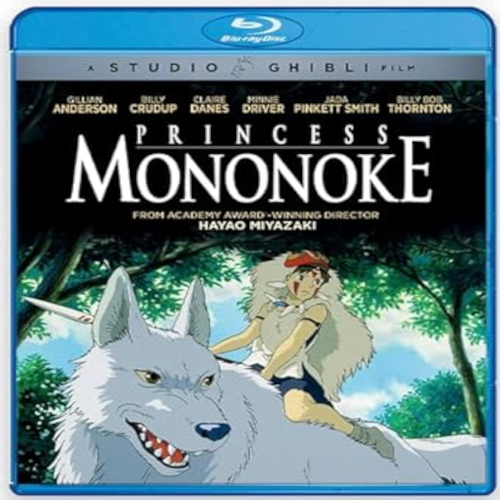 Blu-ray Disc
A STUDIO GHIBLI FILM
GILLIAN ANDERSON BILLY CRUDUP CLAIRE DANES MINNIE DRIVER JADA PINKETT SMITH BILLY BOB THORNTON
PRINCESS
MONONOKE
FROM ACADEMY AWARD®-WINNING DIRECTOR
HAYAO MIYAZAKI